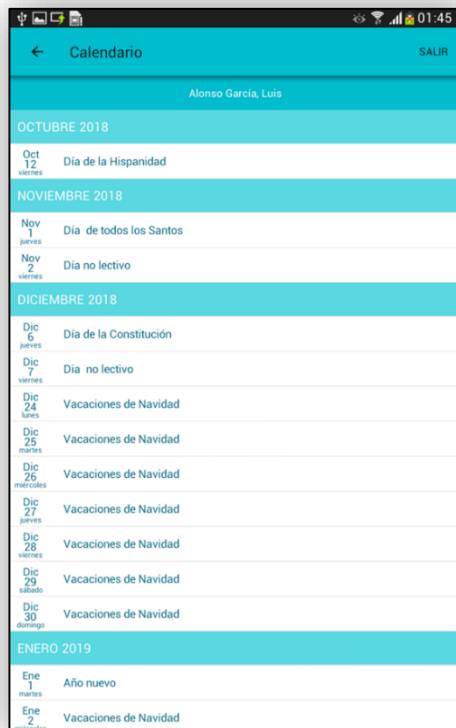 01:45
Calendario
SALIR
Alonso García, Luis
OCTUBRE 2018
Oct
12
viernes
Día de la Hispanidad
NOVIEMBRE 2018
Nov
1
jueves
Día de todos los Santos
Nov
2
viernes
Día no lectivo
DICIEMBRE 2018
Dic
6
jueves
Día de la Constitución
Dic
7
viernes
Dia no lectivo
Dic
24
lunes
Vacaciones de Navidad
Dic
25
martes
Vacaciones de Navidad
Dic
26
miércoles
Vacaciones de Navidad
Dic
27
jueves
Vacaciones de Navidad
Dic
28
viernes
Vacaciones de Navidad
Dic
29
sábado
Vacaciones de Navidad
Dic
30
domingo
Vacaciones de Navidad
ENERO 2019
Ene
1
martes
Año nuevo
Ene
2
miércoles
Vacaciones de Navidad